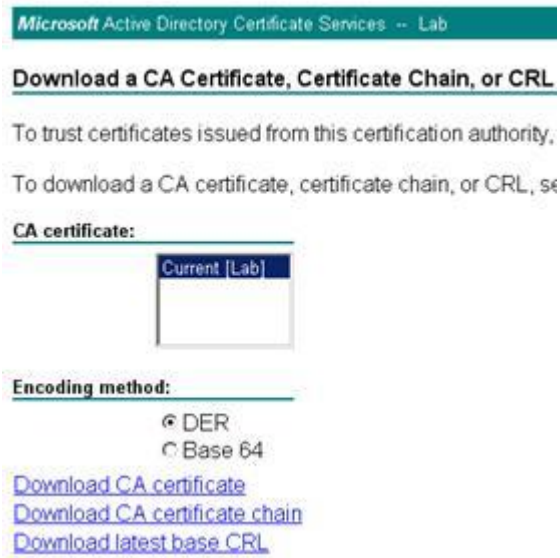 Microsoft Active Directory Certificate Services -- Lab
Download a CA Certificate, Certificate Chain, or CRL
To trust certificates issued from this certification authority,
To download a CA certificate, certificate chain, or CRL, se
CA certificate:
Current [Lab]
Encoding method:
DER
Base 64
Download CA certificate
Download CA certificate chain
Download latest base CRL